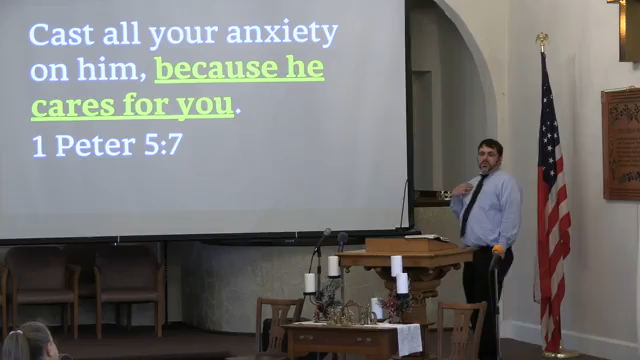 Cast all your anxiety
on him, because he
cares for you.
1 Peter 5:7